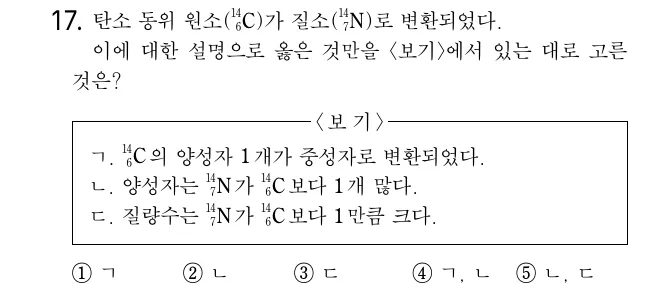 17. 탄소 동위 원소(¹⁴₆C)가 질소(¹⁴₇N)로 변환되었다.
이에 대한 설명으로 옳은 것만을 〈보기〉에서 있는 대로 고른
것은?
〈보 기〉
ㄱ. ¹⁴₆C의 양성자 1개가 중성자로 변환되었다.
ㄴ. 양성자는 ¹⁴₇N가 ¹⁴₆C보다 1개 많다.
ㄷ. 질량수는 ¹⁴₇N가 ¹⁴₆C보다 1만큼 크다.
① ㄱ ② ㄴ ③ ㄷ ④ ㄱ, ㄴ ⑤ ㄴ, ㄷ